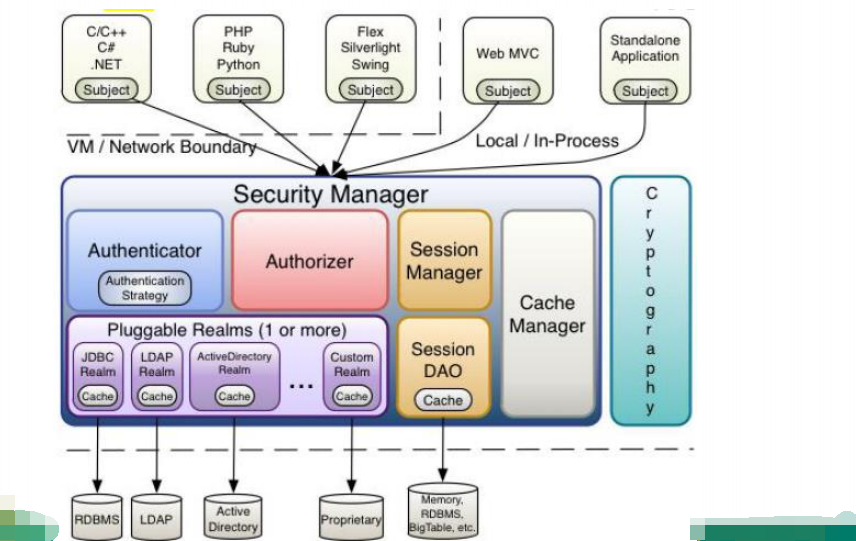 C/C++
C#
.NET
Subject
PHP
Ruby
Python
Subject
Flex
Silverlight
Swing
Subject
Web MVC
Subject
Standalone
Application
Subject
VM / Network Boundary
Local / In-Process
Security Manager
Authenticator
Authentication
Strategy
Authorizer
Session
Manager
Cache
Manager
Cryptography
Pluggable Realms (1 or more)
JDBC
Realm
Cache
LDAP
Realm
Cache
ActiveDirectory
Realm
Cache
...
Custom
Realm
Cache
Session
DAO
Cache
RDBMS
LDAP
Active
Directory
Proprietary
Memory,
RDBMS,
BigTable, etc.